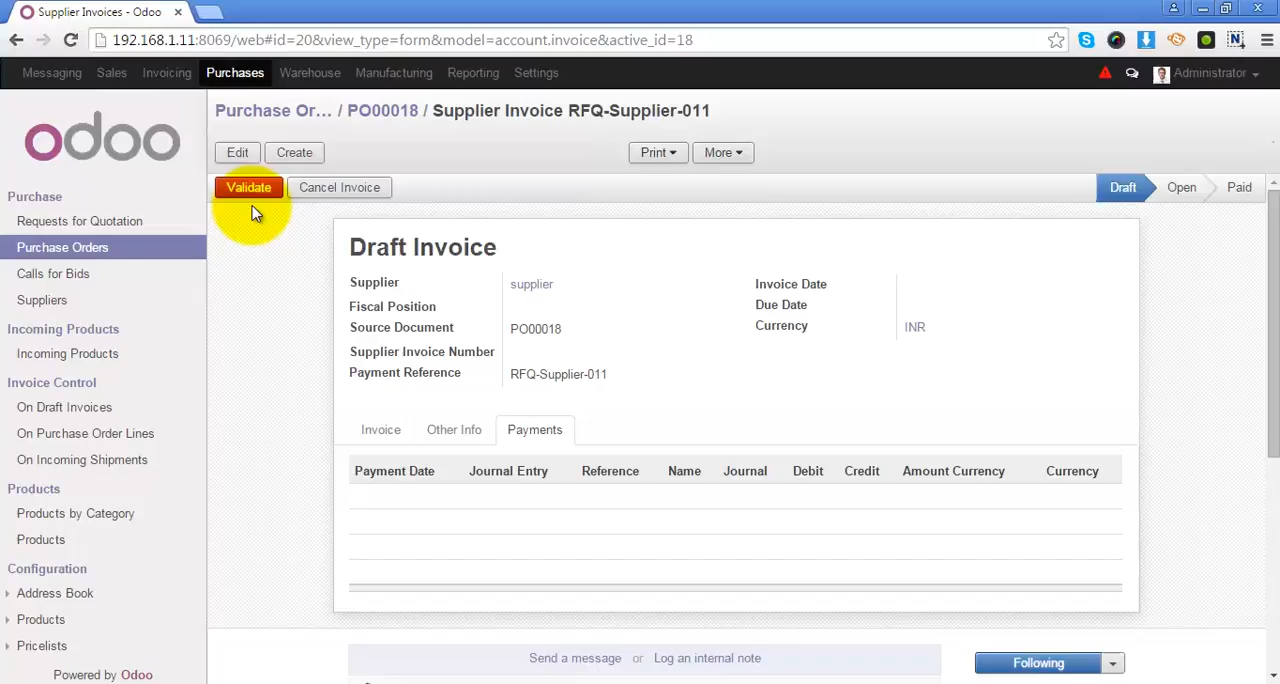 Supplier Invoices - Odoo
192.168.1.11:8069/web#id=20&view_type=form&model=account.invoice&active_id=18
Messaging Sales Invoicing Purchases Warehouse Manufacturing Reporting Settings Administrator
odoo
Purchase Or... / PO00018 / Supplier Invoice RFQ-Supplier-011
Edit Create Print More
Validate Cancel Invoice Draft Open Paid
Purchase
Requests for Quotation
Purchase Orders
Calls for Bids
Suppliers
Incoming Products
Incoming Products
Invoice Control
On Draft Invoices
On Purchase Order Lines
On Incoming Shipments
Products
Products by Category
Products
Configuration
Address Book
Products
Pricelists
Powered by Odoo
Draft Invoice
Supplier supplier
Fiscal Position
Source Document PO00018
Supplier Invoice Number
Payment Reference RFQ-Supplier-011
Invoice Date
Due Date
Currency INR
Invoice Other Info Payments
Payment Date Journal Entry Reference Name Journal Debit Credit Amount Currency Currency
Send a message or Log an internal note
Following